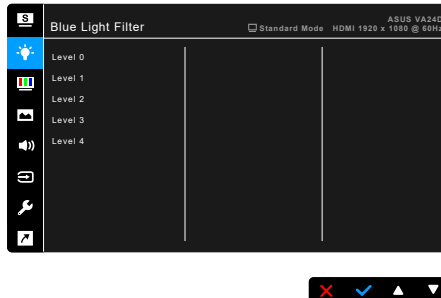 S
Blue Light Filter
ASUS VA24D
Standard Mode HDMI 1920 x 1080 @ 60Hz
Level 0
Level 1
Level 2
Level 3
Level 4